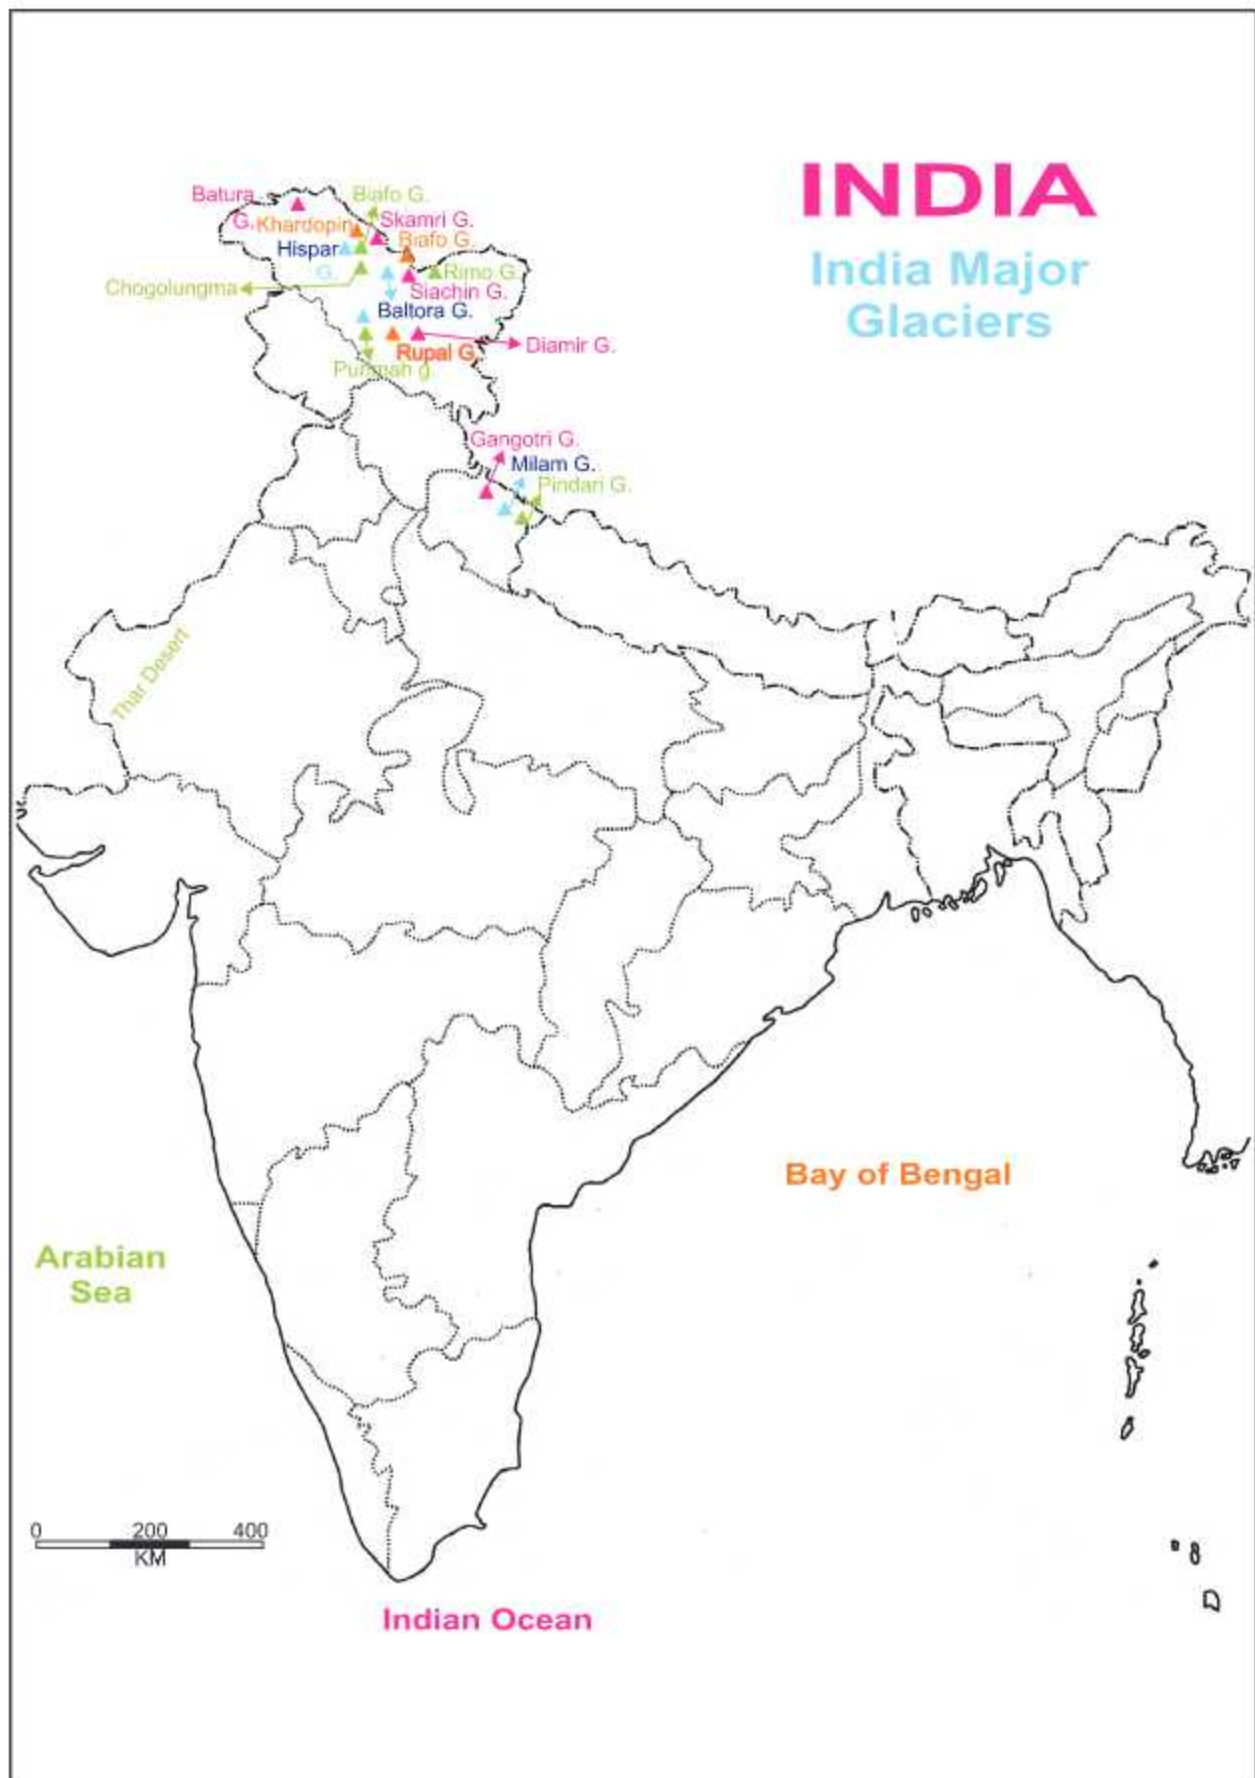 INDIA
India Major
Glaciers
Batura
G.
Biafo G.
Khardopin
Skamri G.
Hispar
G.
Biafo G.
Rimo G.
Chogolungma
Siachin G.
Baltora G.
Rupal G.
Diamir G.
Punmah g.
Gangotri G.
Milam G.
Pindari G.
Thar Desert
Bay of Bengal
Arabian
Sea
0 200 400
KM
Indian Ocean